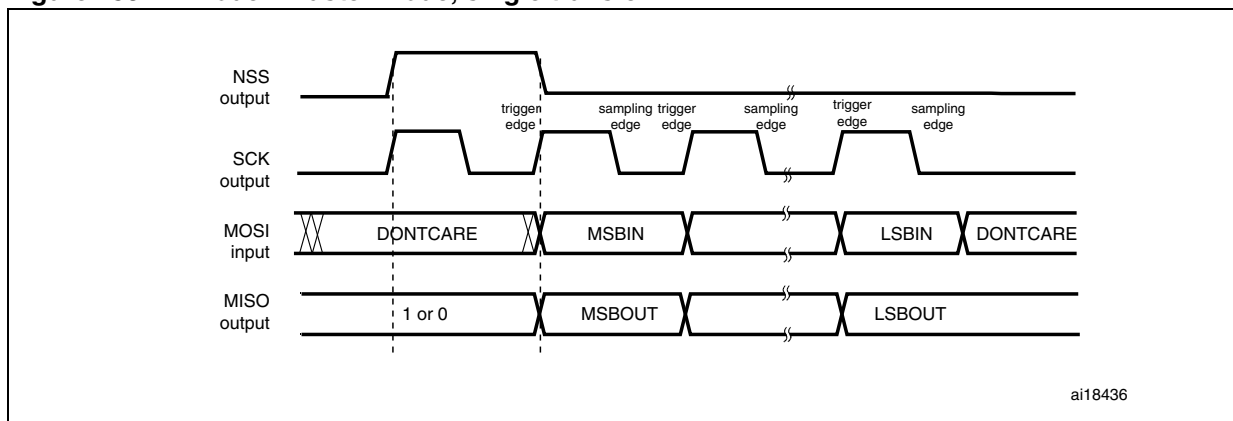 NSS
output
trigger
edge
sampling
edge
trigger
edge
sampling
edge
trigger
edge
sampling
edge
SCK
output
MOSI
input
DONTCARE
MSBIN
LSBIN
DONTCARE
MISO
output
1 or 0
MSBOUT
LSBOUT
ai18436